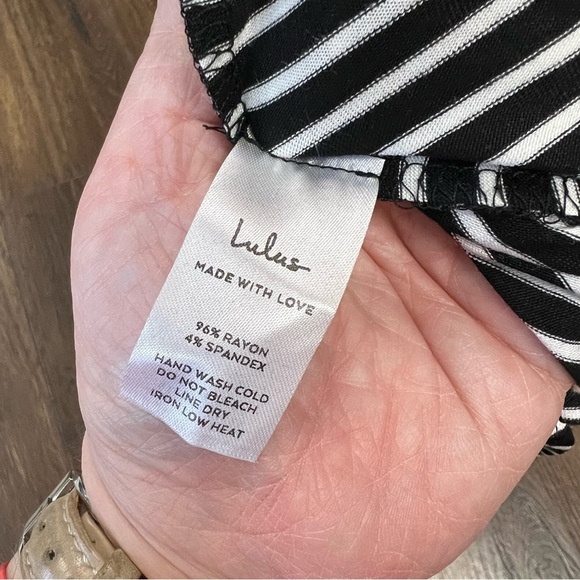 Lulus
MADE WITH LOVE
96% RAYON
4% SPANDEX
HAND WASH COLD
DO NOT BLEACH
LINE DRY
IRON LOW HEAT